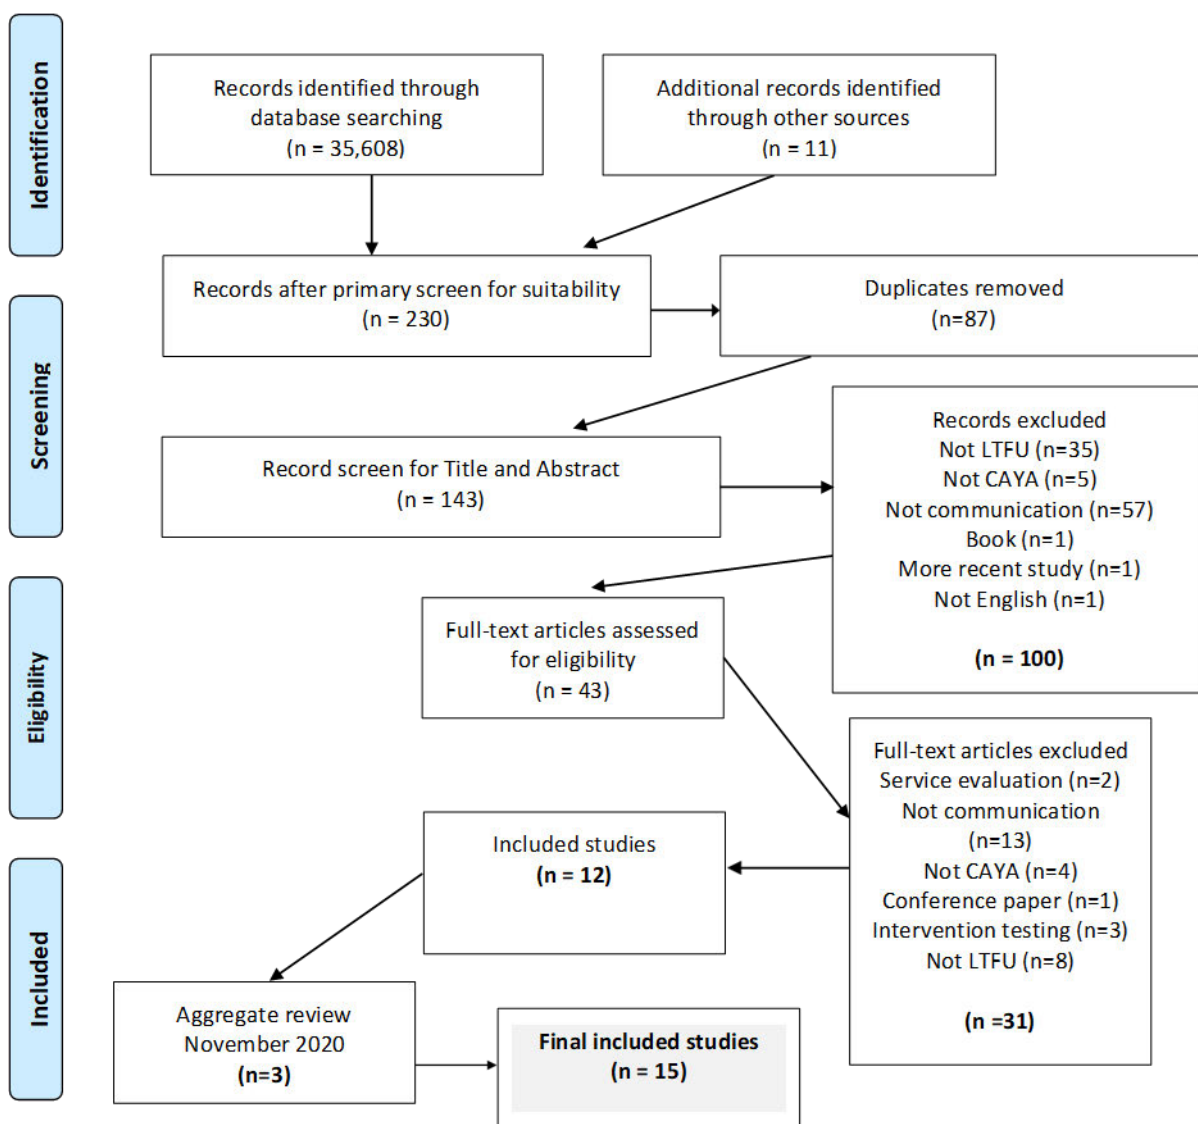 Identification
Records identified through
database searching
(n = 35,608)
Additional records identified
through other sources
(n = 11)
Records after primary screen for suitability
(n = 230)
Duplicates removed
(n=87)
Screening
Record screen for Title and Abstract
(n = 143)
Records excluded
Not LTFU (n=35)
Not CAYA (n=5)
Not communication (n=57)
Book (n=1)
More recent study (n=1)
Not English (n=1)
(n = 100)
Eligibility
Full-text articles assessed
for eligibility
(n = 43)
Full-text articles excluded
Service evaluation (n=2)
Not communication
(n=13)
Not CAYA (n=4)
Conference paper (n=1)
Intervention testing (n=3)
Not LTFU (n=8)
(n =31)
Included
Included studies
(n = 12)
Aggregate review
November 2020
(n=3)
Final included studies
(n = 15)